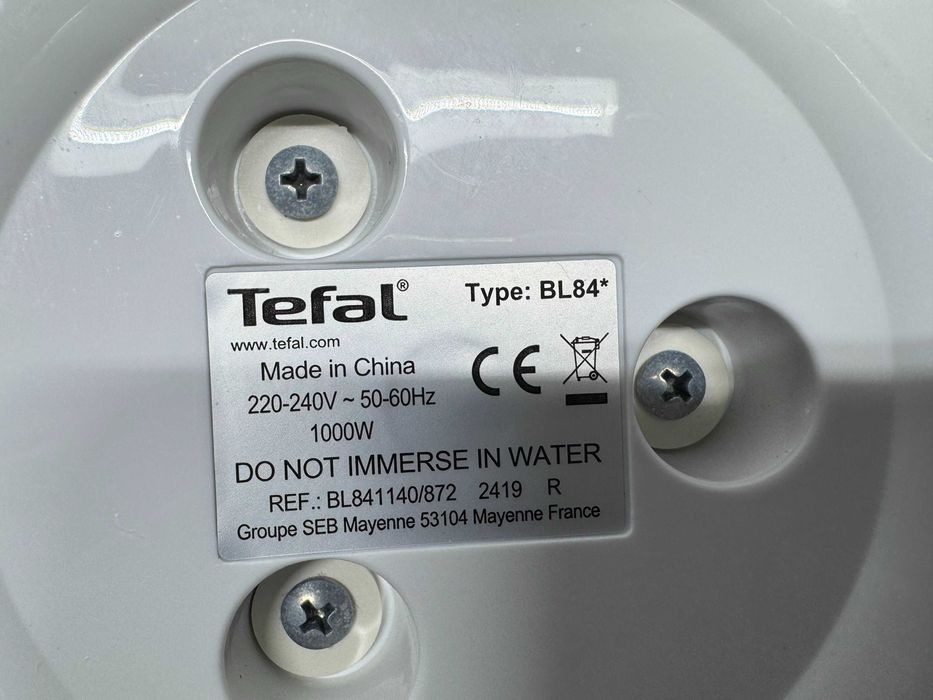 Tefal®
Type: BL84*
www.tefal.com
Made in China
CE
220-240V ~ 50-60Hz
1000W
DO NOT IMMERSE IN WATER
REF.: BL841140/872 2419 R
Groupe SEB Mayenne 53104 Mayenne France